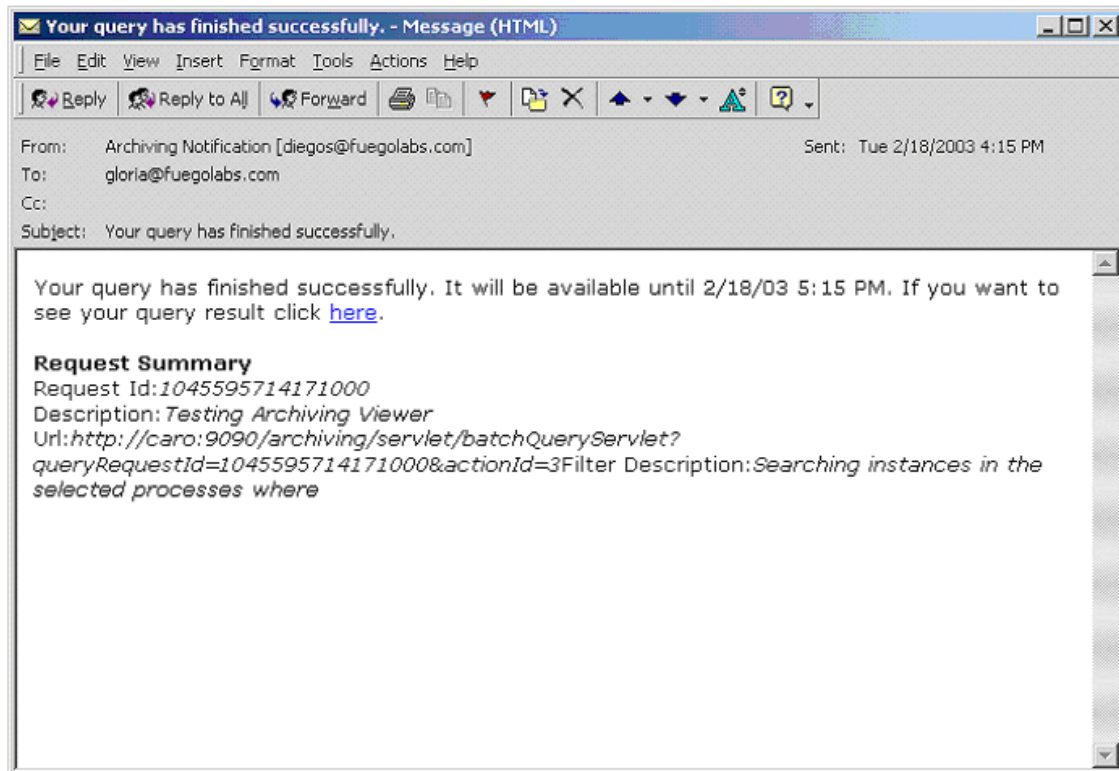 Your query has finished successfully. - Message (HTML)
File Edit View Insert Format Tools Actions Help
Reply Reply to All Forward
From: Archiving Notification [diegos@fuegolabs.com] Sent: Tue 2/18/2003 4:15 PM
To: gloria@fuegolabs.com
Cc:
Subject: Your query has finished successfully.
Your query has finished successfully. It will be available until 2/18/03 5:15 PM. If you want to
see your query result click here.
Request Summary
Request Id:1045595714171000
Description:Testing Archiving Viewer
Url:http://caro:9090/archiving/servlet/batchQueryServlet?
queryRequestId=1045595714171000&actionId=3Filter Description:Searching instances in the
selected processes where